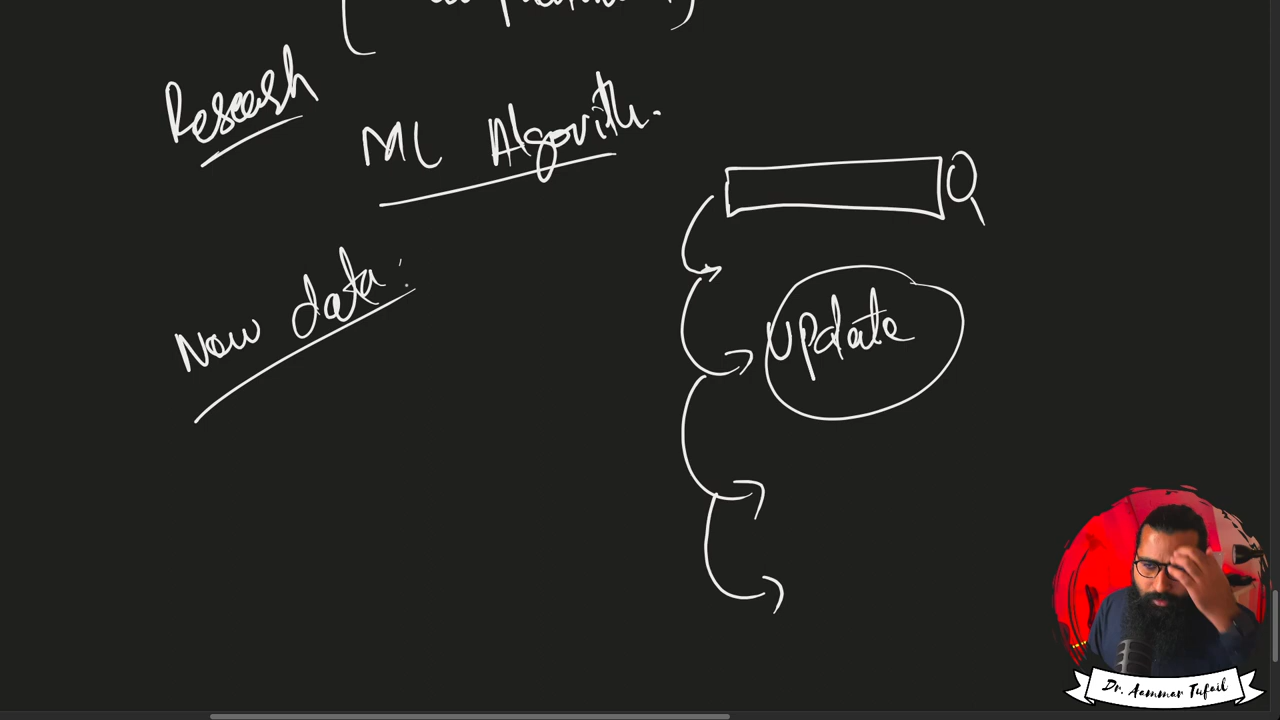 Research
ML Algorith.
New data:
Update
Dr. Aammar Tufail